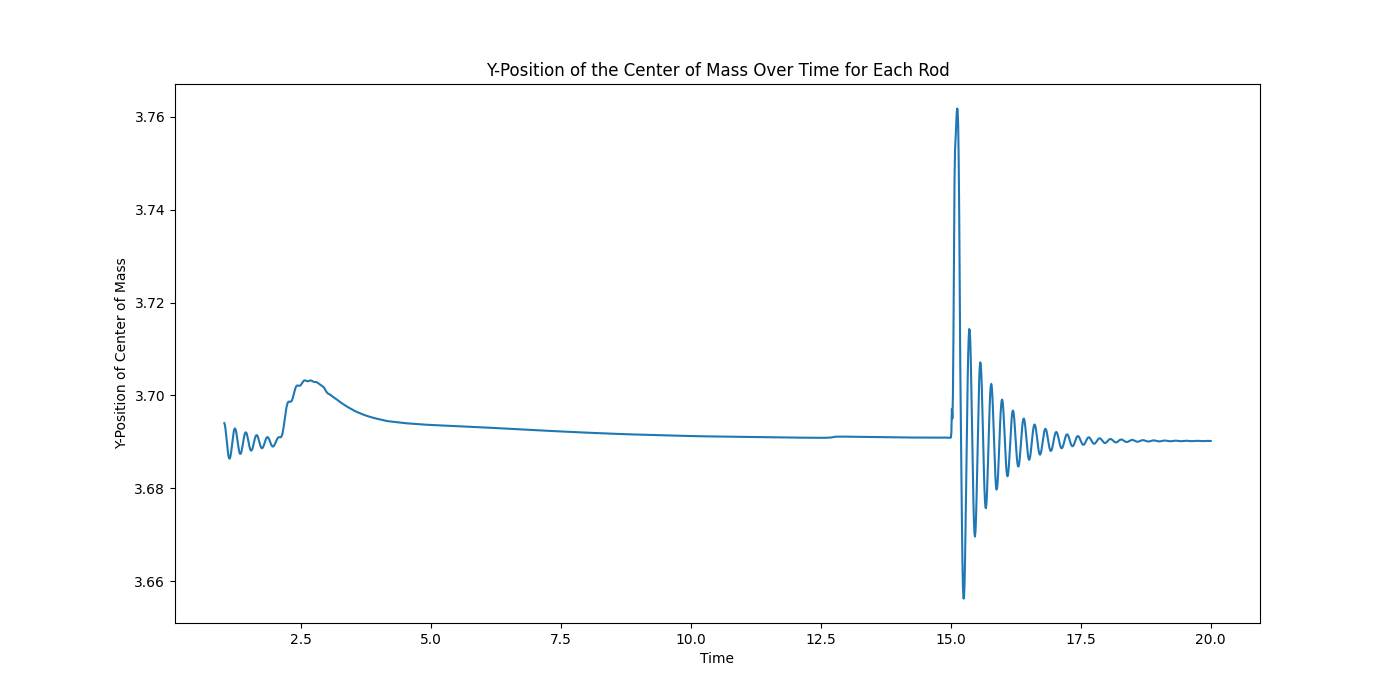 Y-Position of the Center of Mass Over Time for Each Rod
Y-Position of Center of Mass
3.76
3.74
3.72
3.70
3.68
3.66
2.5 5.0 7.5 10.0 12.5 15.0 17.5 20.0
Time